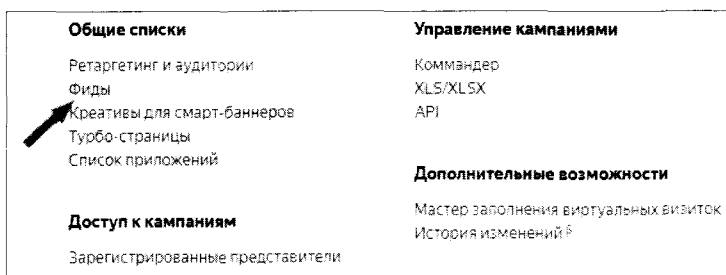 Общие списки
Ретаргетинг и аудитории
Фиды
Креативы для смарт-баннеров
Турбо-страницы
Список приложений
Доступ к кампаниям
Зарегистрированные представители
Управление кампаниями
Коммандер
XLS/XLSX
API
Дополнительные возможности
Мастер заполнения виртуальных визиток
История изменений β